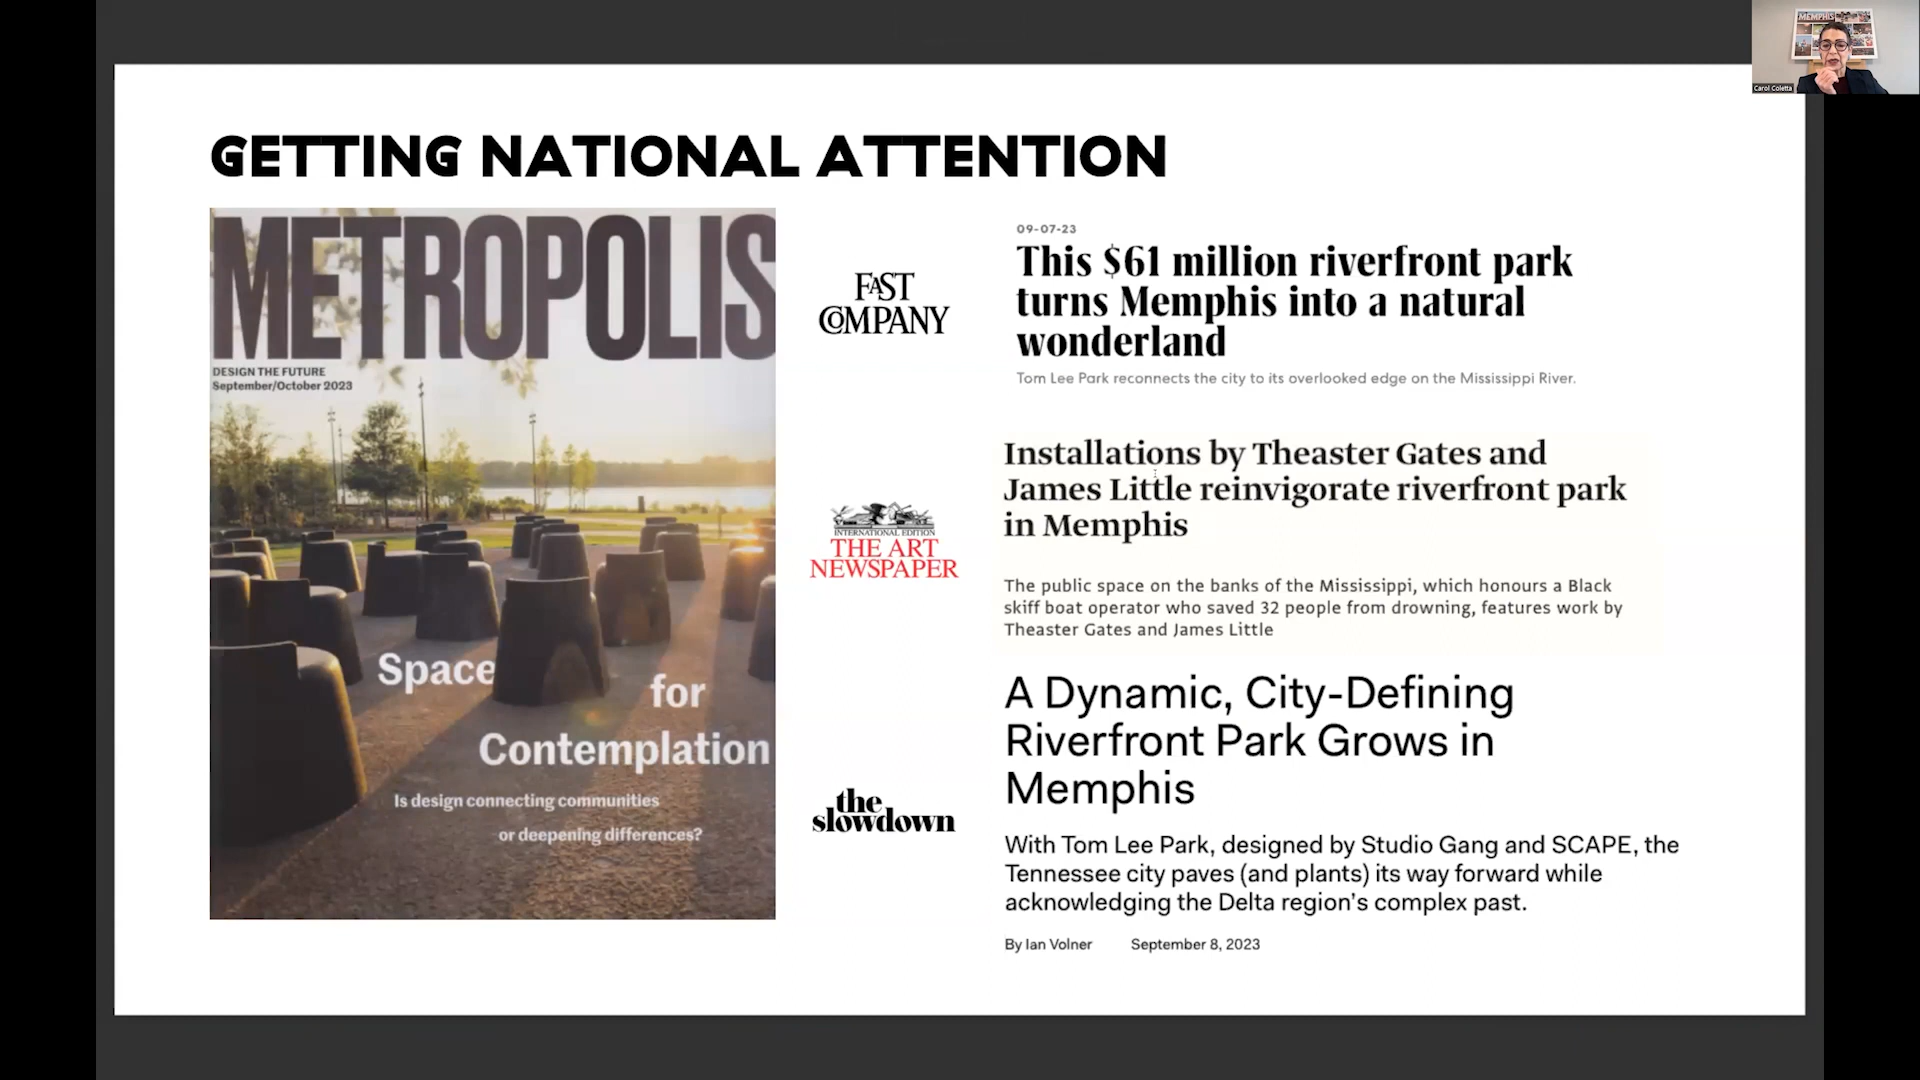 MEMPHIS
Carol Coletta
GETTING NATIONAL ATTENTION
METROPOLIS
DESIGN THE FUTURE
September/October 2023
Space
for
Contemplation
Is design connecting communities
or deepening differences?
FAST
COMPANY
09-07-23
This $61 million riverfront park
turns Memphis into a natural
wonderland
Tom Lee Park reconnects the city to its overlooked edge on the Mississippi River.
INTERNATIONAL EDITION
THE ART
NEWSPAPER
Installations by Theaster Gates and
James Little reinvigorate riverfront park
in Memphis
The public space on the banks of the Mississippi, which honours a Black
skiff boat operator who saved 32 people from drowning, features work by
Theaster Gates and James Little
the
slowdown
A Dynamic, City-Defining
Riverfront Park Grows in
Memphis
With Tom Lee Park, designed by Studio Gang and SCAPE, the
Tennessee city paves (and plants) its way forward while
acknowledging the Delta region's complex past.
By Ian Volner September 8, 2023